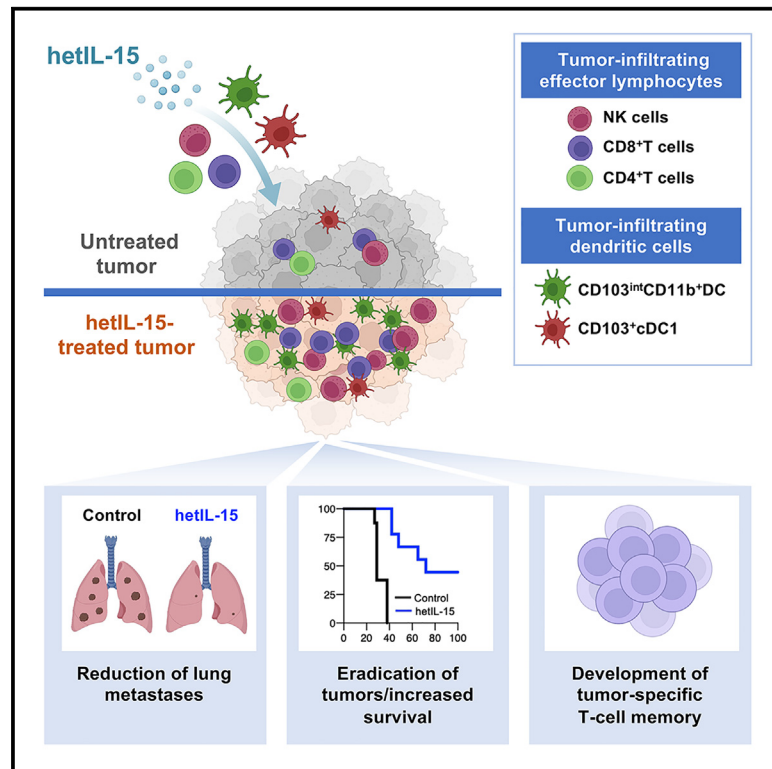 hetIL-15
Untreated
tumor
hetIL-15-
treated tumor
Tumor-infiltrating
effector lymphocytes
NK cells
CD8⁺T cells
CD4⁺T cells
Tumor-infiltrating
dendritic cells
CD103ⁱⁿᵗCD11b⁺DC
CD103⁺cDC1
Control
hetIL-15
Reduction of lung
metastases
100
75
50
25
0
Control
hetIL-15
0 20 40 60 80 100
Eradication of
tumors/increased
survival
Development of
tumor-specific
T-cell memory